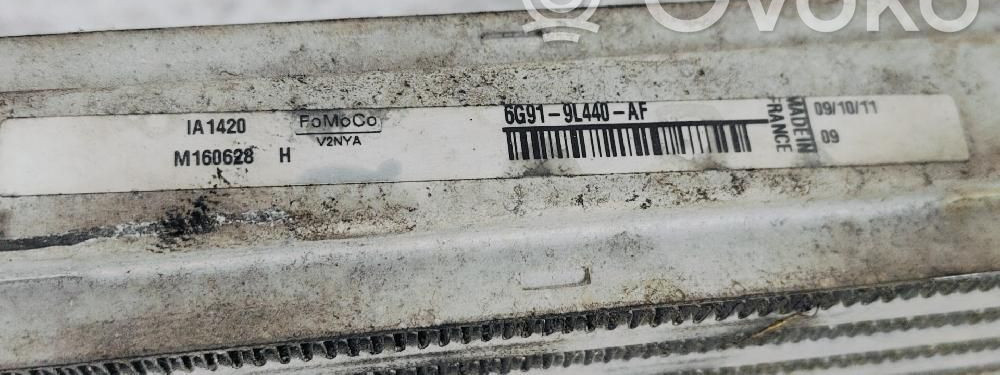 OVOKO
IA1420
M160628 H
FoMoCo
V2NYA
6G91-9L440-AF
MADE IN
FRANCE
09/10/11
09